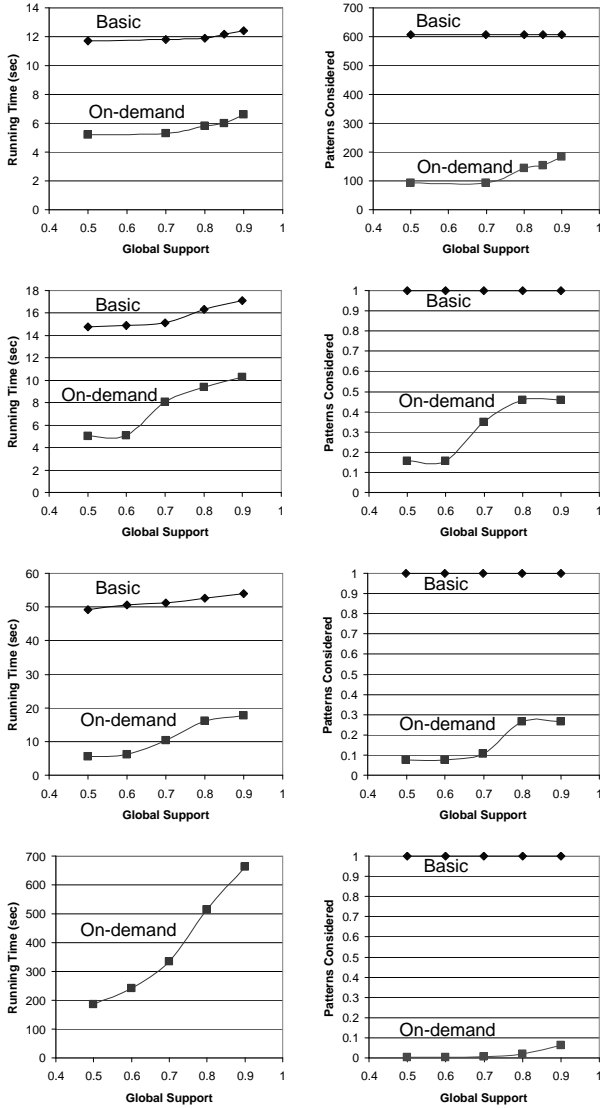 14
12
10
8
6
4
2
0
Running Time (sec)
Basic
On-demand
0.4 0.5 0.6 0.7 0.8 0.9 1
Global Support
700
600
500
400
300
200
100
0
Patterns Considered
Basic
On-demand
0.4 0.5 0.6 0.7 0.8 0.9 1
Global Support
18
16
14
12
10
8
6
4
2
0
Running Time (sec)
Basic
On-demand
0.4 0.5 0.6 0.7 0.8 0.9 1
Global Support
1
0.9
0.8
0.7
0.6
0.5
0.4
0.3
0.2
0.1
0
Patterns Considered
Basic
On-demand
0.4 0.5 0.6 0.7 0.8 0.9 1
Global Support
60
50
40
30
20
10
0
Running Time (sec)
Basic
On-demand
0.4 0.5 0.6 0.7 0.8 0.9 1
Global Support
1
0.9
0.8
0.7
0.6
0.5
0.4
0.3
0.2
0.1
0
Patterns Considered
Basic
On-demand
0.4 0.5 0.6 0.7 0.8 0.9 1
Global Support
700
600
500
400
300
200
100
0
Running Time (sec)
On-demand
0.4 0.5 0.6 0.7 0.8 0.9 1
Global Support
1
0.9
0.8
0.7
0.6
0.5
0.4
0.3
0.2
0.1
0
Patterns Considered
Basic
On-demand
0.4 0.5 0.6 0.7 0.8 0.9 1
Global Support